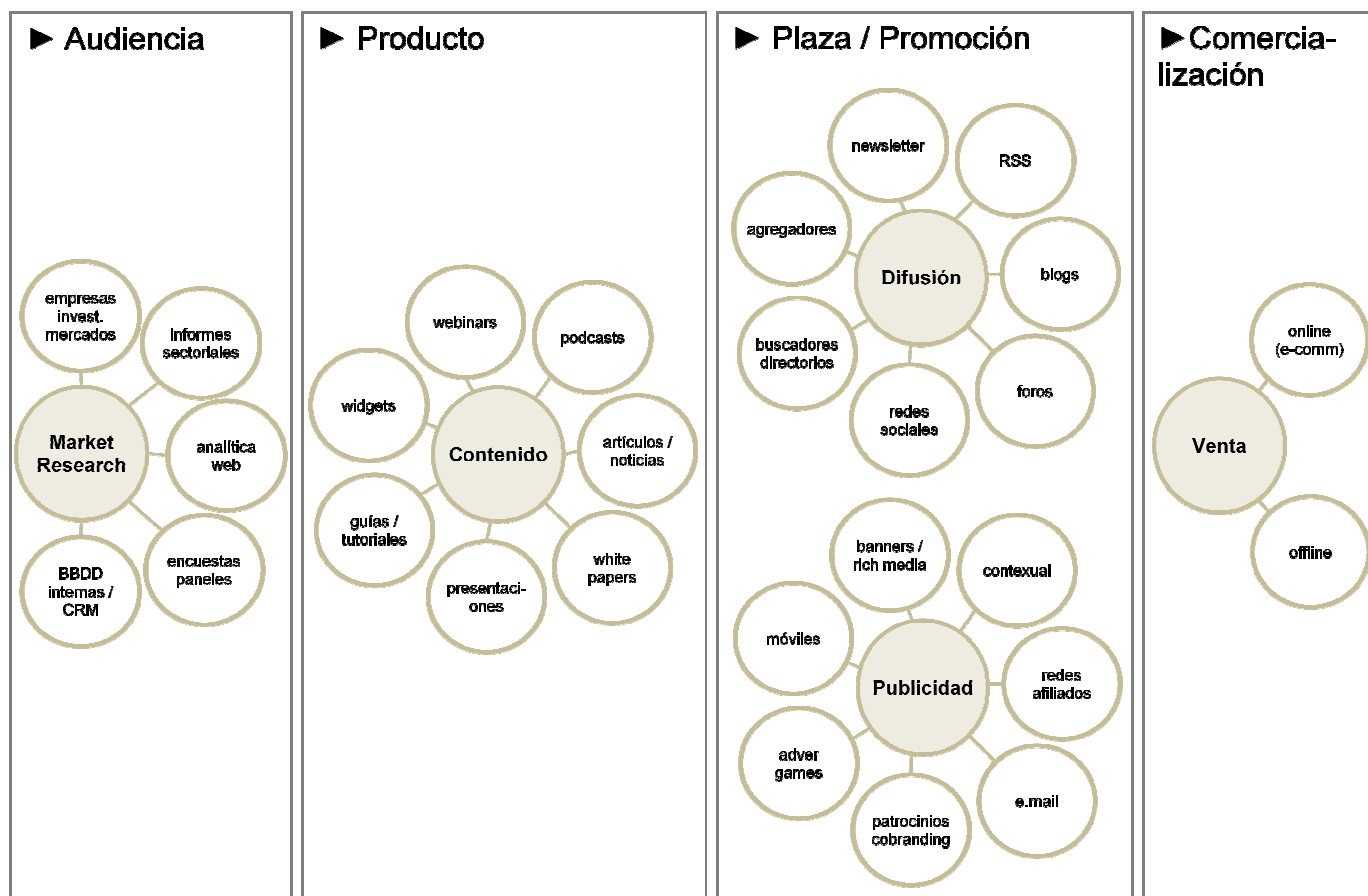 ► Audiencia
empresas
invest.
mercados
informes
sectoriales
Market
Research
analítica
web
encuestas
paneles
BBDD
internas /
CRM
► Producto
webinars
podcasts
widgets
Contenido
artículos /
noticias
guías /
tutoriales
white
papers
presentaci-
ones
► Plaza / Promoción
newsletter
RSS
agregadores
Difusión
blogs
buscadores
directorios
foros
redes
sociales
banners /
rich media
contexual
móviles
Publicidad
redes
afiliados
adver
games
e.mail
patrocinios
cobranding
►Comercia-
lización
online
(e-comm)
Venta
offline